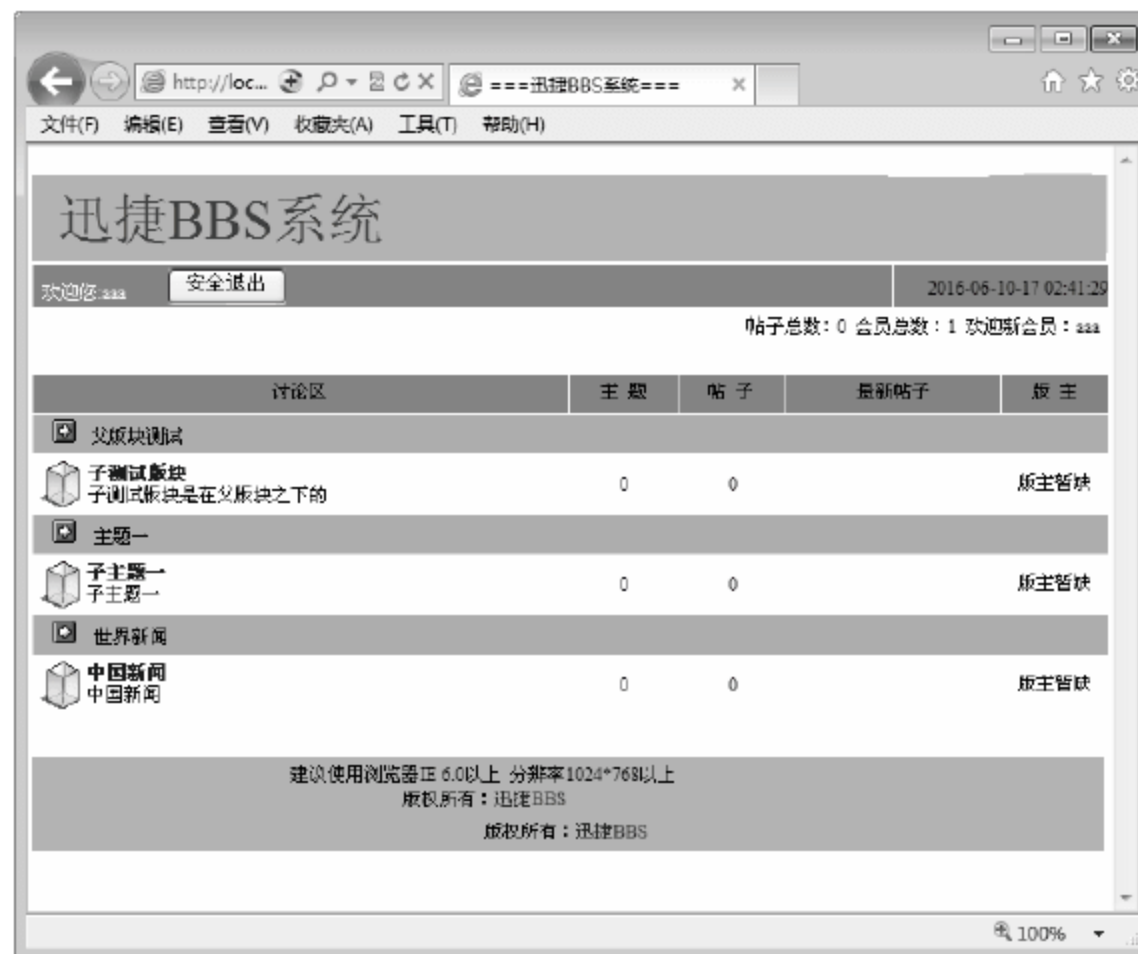 http://loc... ===迅捷BBS系统===
文件(F) 编辑(E) 查看(V) 收藏夹(A) 工具(T) 帮助(H)
迅捷BBS系统
欢迎您:aaa 安全退出 2016-06-10-17 02:41:29
帖子总数：0 会员总数：1 欢迎新会员：aaa
讨论区 主 题 帖 子 最新帖子 版 主
父版块测试
子测试版块
子测试版块是在父版块之下的 0 0 版主暂缺
主题一
子主题一
子主题一 0 0 版主暂缺
世界新闻
中国新闻
中国新闻 0 0 版主暂缺
建议使用浏览器IE 6.0以上 分辨率1024*768以上
版权所有：迅捷BBS
版权所有：迅捷BBS
100%